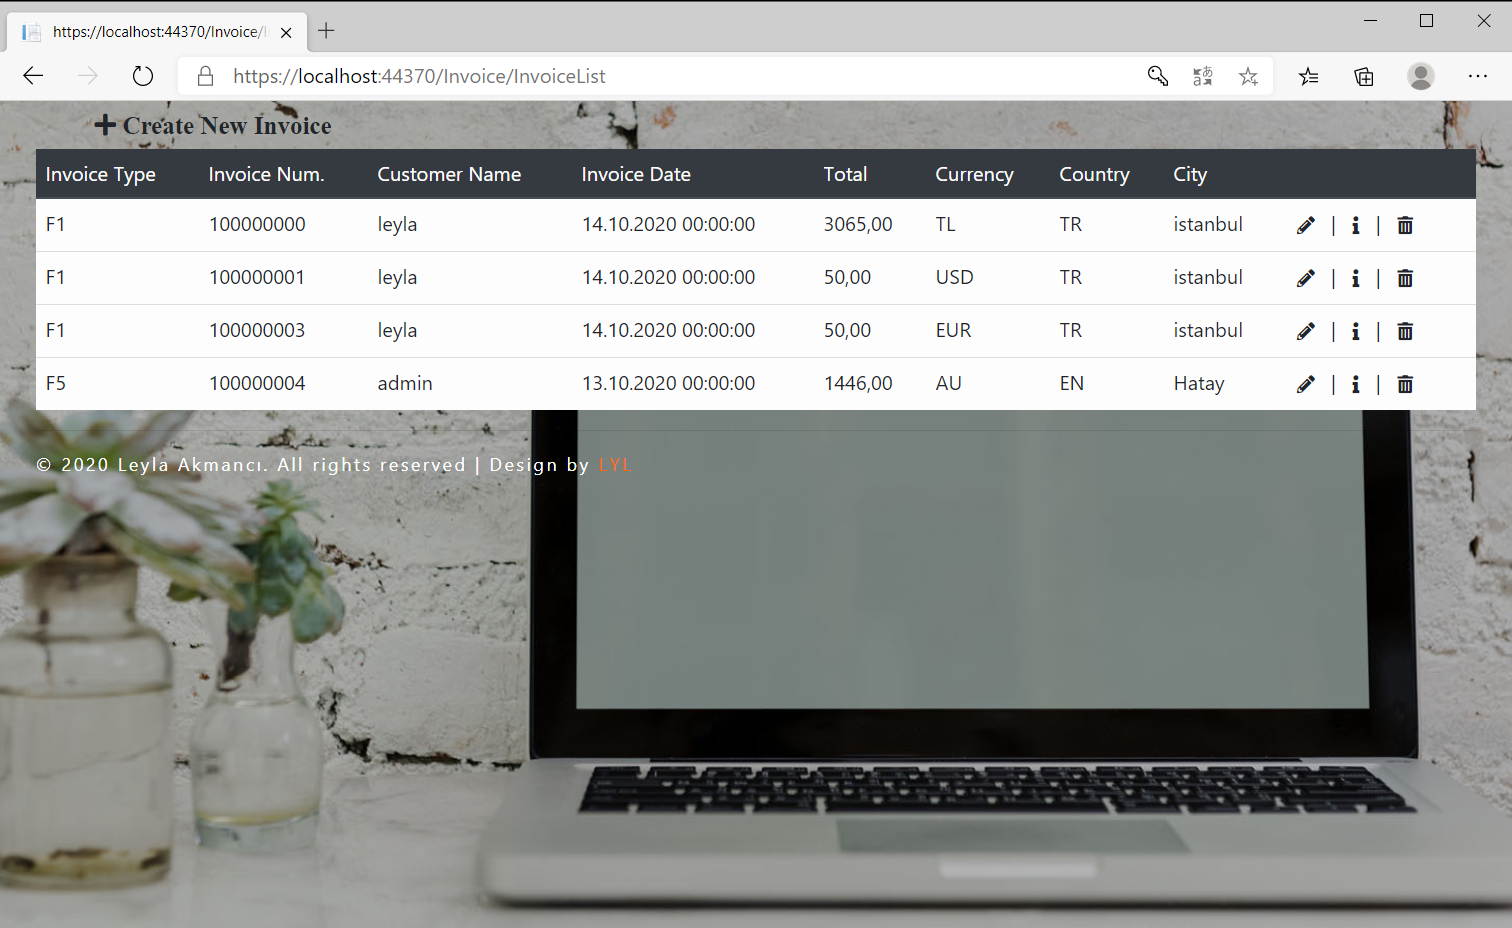 https://localhost:44370/Invoice/I
https://localhost:44370/Invoice/InvoiceList
Create New Invoice
Invoice Type Invoice Num. Customer Name Invoice Date Total Currency Country City
F1 100000000 leyla 14.10.2020 00:00:00 3065,00 TL TR istanbul | |
F1 100000001 leyla 14.10.2020 00:00:00 50,00 USD TR istanbul | |
F1 100000003 leyla 14.10.2020 00:00:00 50,00 EUR TR istanbul | |
F5 100000004 admin 13.10.2020 00:00:00 1446,00 AU EN Hatay | |
© 2020 Leyla Akmancı. All rights reserved | Design by LYL